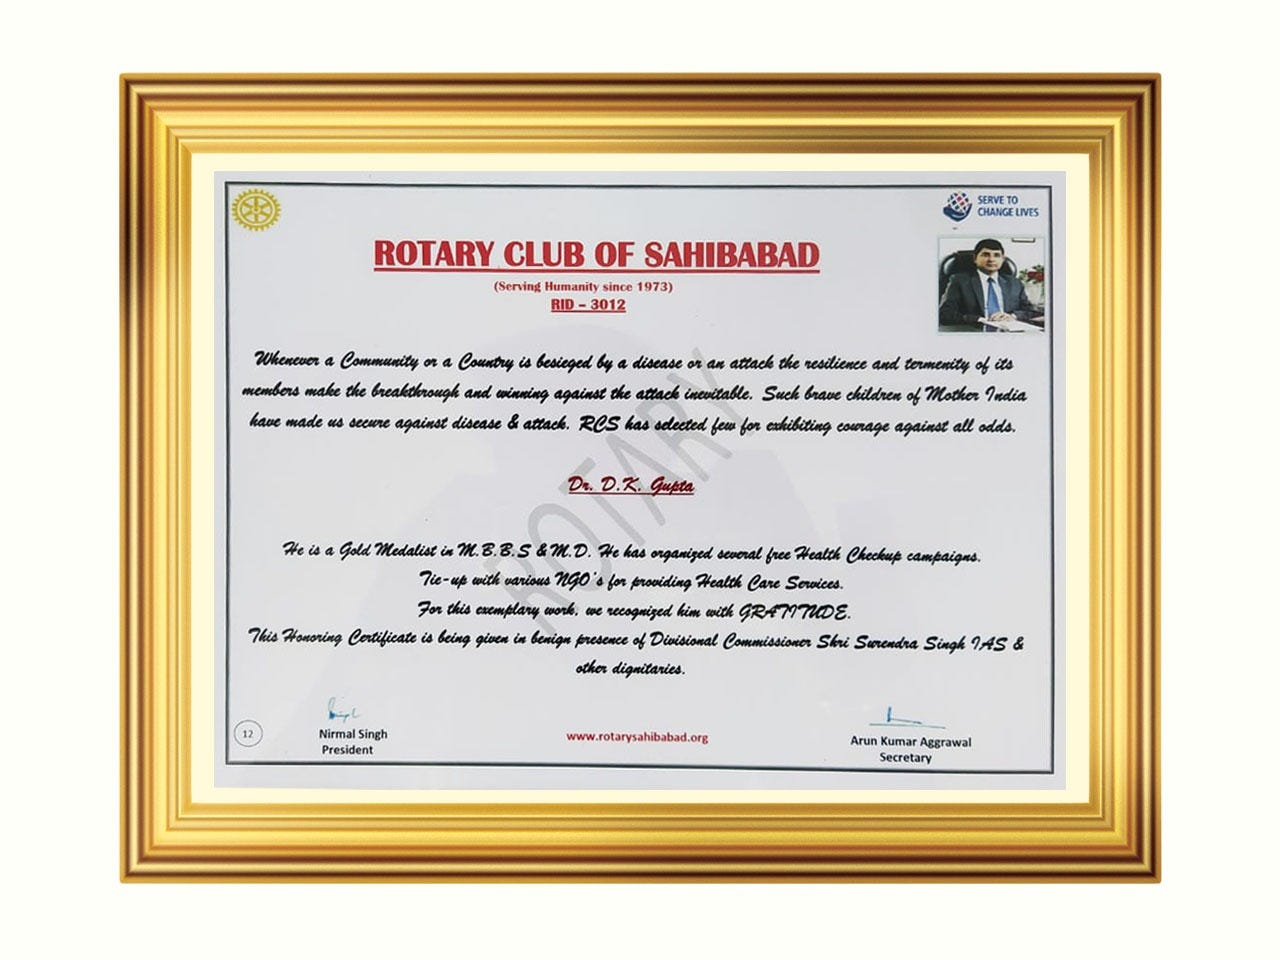 SERVE TO
CHANGE LIVES
ROTARY CLUB OF SAHIBABAD
(Serving Humanity since 1973)
RID – 3012
Whenever a Community or a Country is besieged by a disease or an attack the resilience and termenity of its
members make the breakthrough and winning against the attack inevitable. Such brave children of Mother India
have made us secure against disease & attack. RCS has selected few for exhibiting courage against all odds.
ROTARY
Dr. D.K. Gupta
He is a Gold Medalist in M.B.B.S & M.D. He has organized several free Health Checkup campaigns.
Tie-up with various NGO's for providing Health Care Services.
For this exemplary work, we recognized him with GRATITUDE.
This Honoring Certificate is being given in benign presence of Divisional Commissioner Shri Surendra Singh IAS &
other dignitaries.
12
Nirmal Singh
President
www.rotarysahibabad.org
Arun Kumar Aggrawal
Secretary